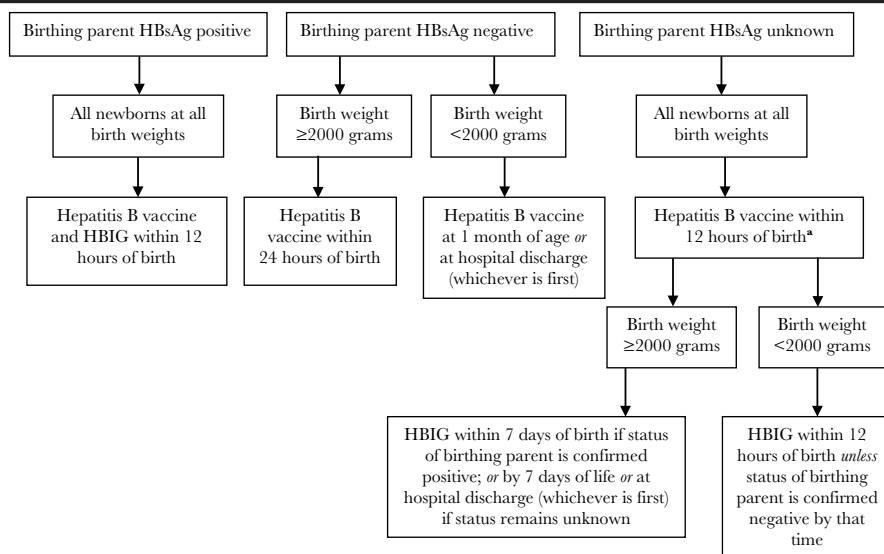 Birthing parent HBsAg positive
Birthing parent HBsAg negative
Birthing parent HBsAg unknown
All newborns at all
birth weights
Birth weight
≥2000 grams
Birth weight
<2000 grams
All newborns at all
birth weights
Hepatitis B vaccine
and HBIG within 12
hours of birth
Hepatitis B
vaccine within
24 hours of birth
Hepatitis B vaccine
at 1 month of age or
at hospital discharge
(whichever is first)
Hepatitis B vaccine within
12 hours of birthᵃ
Birth weight
≥2000 grams
Birth weight
<2000 grams
HBIG within 7 days of birth if status
of birthing parent is confirmed
positive; or by 7 days of life or at
hospital discharge (whichever is first)
if status remains unknown
HBIG within 12
hours of birth unless
status of birthing
parent is confirmed
negative by that
time